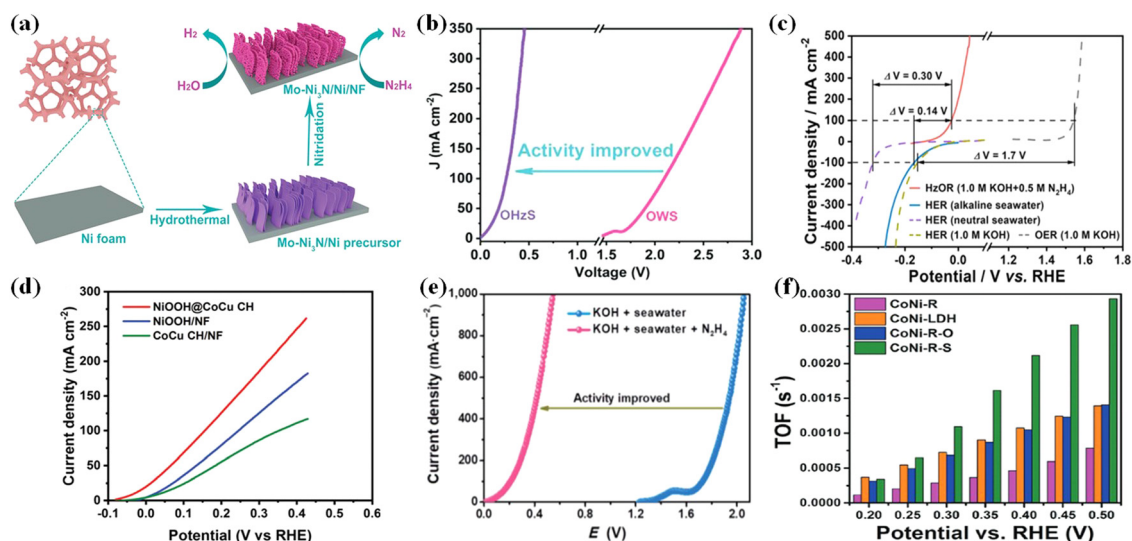 (a)
H₂
H₂O
N₂
N₂H₄
Mo-Ni₃N/Ni/NF
Nitridation
Hydrothermal
Ni foam
Mo-Ni₃N/Ni precursor
(b)
350
300
250
200
150
100
50
0
J (mA cm⁻²)
Activity improved
OHzS
OWS
0.0 0.5 1.0 1.5 2.0 2.5 3.0
Voltage (V)
(c)
500
400
300
200
100
0
-100
-200
-300
-400
-500
Current density / mA cm⁻²
Δ V = 0.30 V
Δ V = 0.14 V
Δ V = 1.7 V
HzOR (1.0 M KOH+0.5 M N₂H₄)
HER (alkaline seawater)
HER (neutral seawater)
HER (1.0 M KOH) OER (1.0 M KOH)
-0.4 -0.2 0.0 1.2 1.4 1.6
Potential / V vs. RHE
(d)
300
250
200
150
100
50
0
Current density (mA cm⁻²)
NiOOH@CoCu CH
NiOOH/NF
CoCu CH/NF
-0.1 0.0 0.1 0.2 0.3 0.4 0.5 0.6
Potential (V vs RHE)
(e)
1,000
800
600
400
200
0
Current density (mA·cm⁻²)
KOH + seawater
KOH + seawater + N₂H₄
Activity improved
0.0 0.4 0.8 1.2 1.6 2.0
E (V)
(f)
0.0030
0.0025
0.0020
0.0015
0.0010
0.0005
0.0000
TOF (s⁻¹)
CoNi-R
CoNi-LDH
CoNi-R-O
CoNi-R-S
0.20 0.25 0.30 0.35 0.40 0.45 0.50
Potential vs. RHE (V)